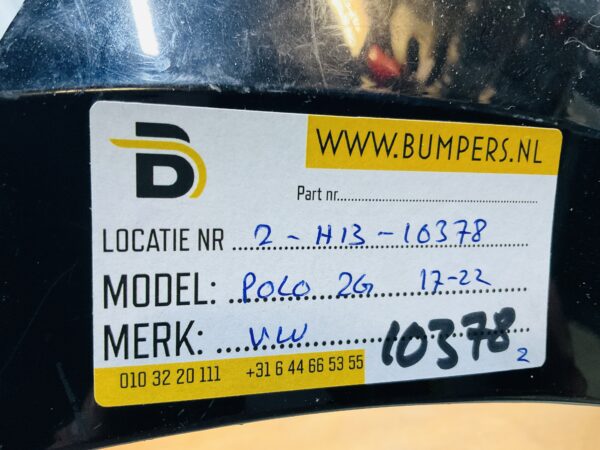 WWW.BUMPERS.NL
B
Part nr.
LOCATIE NR 2-H13-10378
MODEL: POLO 2G 17-22
MERK: VW
10378 2
010 32 20 111 +31 6 44 66 53 55